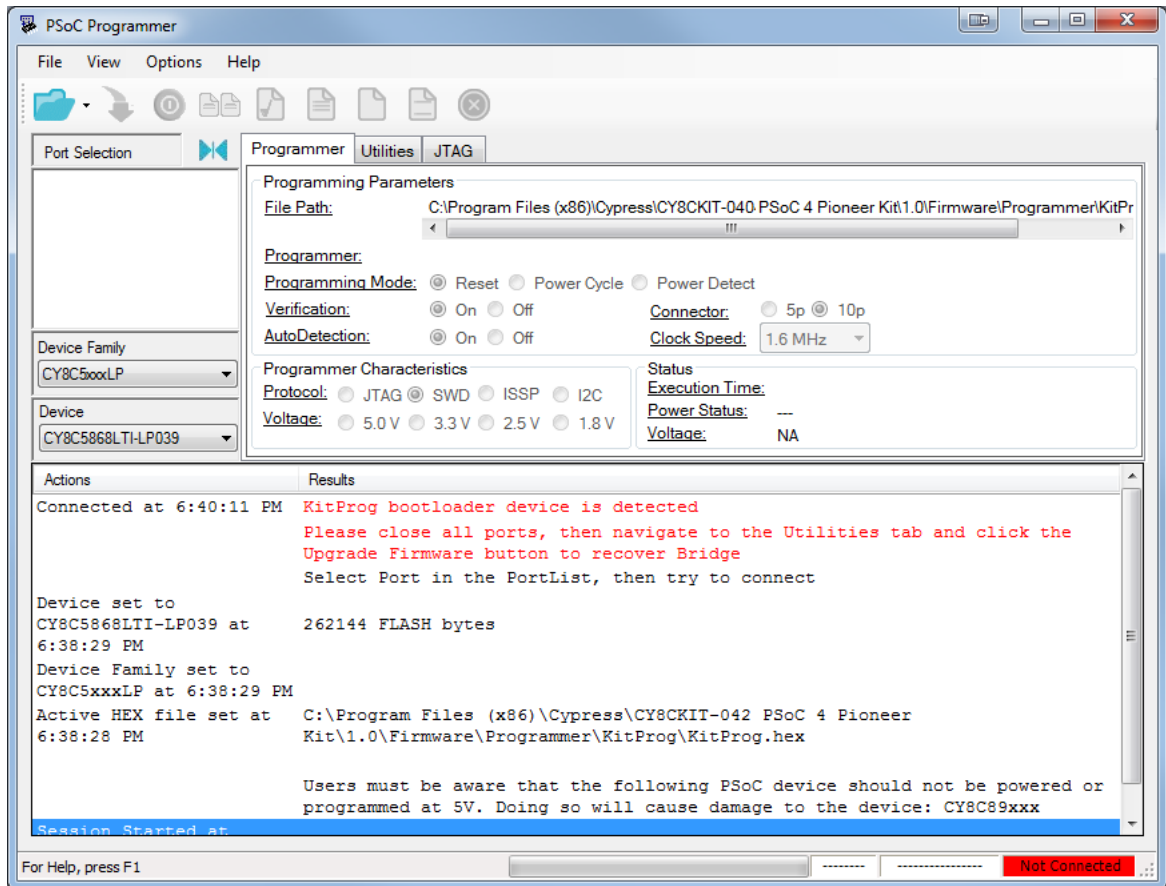 PSoC Programmer
File View Options Help
Port Selection
Programmer Utilities JTAG
Programming Parameters
File Path: C:\Program Files (x86)\Cypress\CY8CKIT-040 PSoC 4 Pioneer Kit\1.0\Firmware\Programmer\KitPr
Programmer:
Programming Mode: Reset Power Cycle Power Detect
Verification: On Off Connector: 5p 10p
AutoDetection: On Off Clock Speed: 1.6 MHz
Device Family
CY8C5xxxLP
Device
CY8C5868LTI-LP039
Programmer Characteristics
Protocol: JTAG SWD ISSP I2C
Voltage: 5.0 V 3.3 V 2.5 V 1.8 V
Status
Execution Time:
Power Status: ---
Voltage: NA
Actions Results
Connected at 6:40:11 PM KitProg bootloader device is detected
Please close all ports, then navigate to the Utilities tab and click the
Upgrade Firmware button to recover Bridge
Select Port in the PortList, then try to connect
Device set to
CY8C5868LTI-LP039 at 262144 FLASH bytes
6:38:29 PM
Device Family set to
CY8C5xxxLP at 6:38:29 PM
Active HEX file set at C:\Program Files (x86)\Cypress\CY8CKIT-042 PSoC 4 Pioneer
6:38:28 PM Kit\1.0\Firmware\Programmer\KitProg\KitProg.hex
Users must be aware that the following PSoC device should not be powered or
programmed at 5V. Doing so will cause damage to the device: CY8C89xxx
Session Started at
For Help, press F1 -------- ---------------- Not Connected